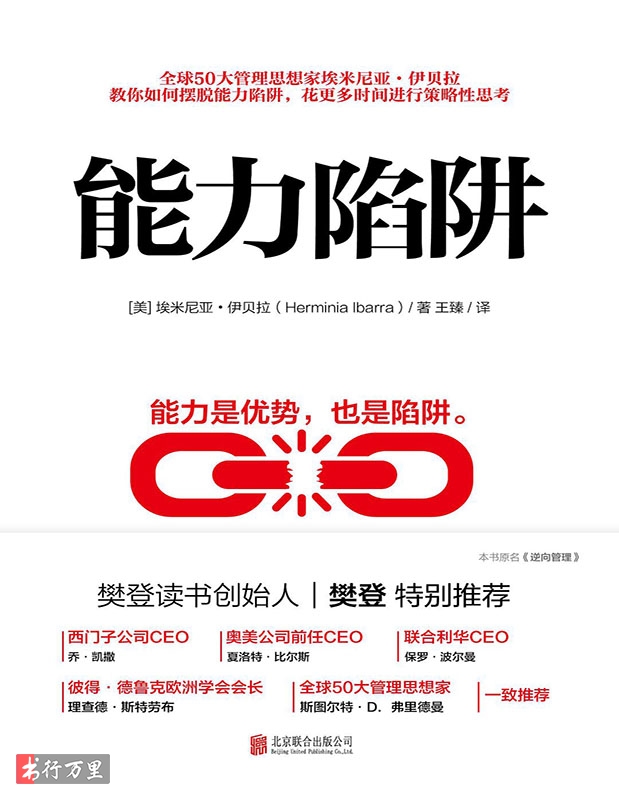 全球50大管理思想家埃米尼亚·伊贝拉
教你如何摆脱能力陷阱，花更多时间进行策略性思考
能力陷阱
[美] 埃米尼亚·伊贝拉（Herminia Ibarra）/ 著 王臻 / 译
能力是优势，也是陷阱。
本书原名《逆向管理》
樊登读书创始人｜樊登 特别推荐
西门子公司CEO 奥美公司前任CEO 联合利华CEO
乔·凯撒 夏洛特·比尔斯 保罗·波尔曼
彼得·德鲁克欧洲学会会长 全球50大管理思想家 一致推荐
理查德·斯特劳布 斯图尔特·D. 弗里德曼
北京联合出版公司
Beijing United Publishing Co.,Ltd.
书行万里